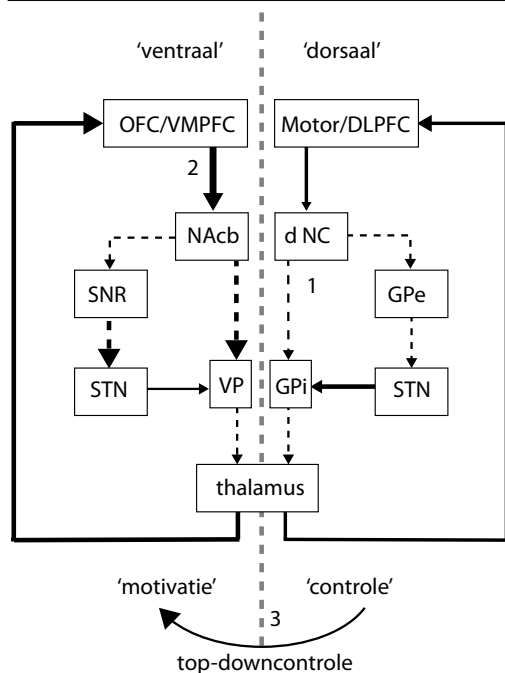 'ventraal' 'dorsaal'
OFC/VMPFC Motor/DLPFC
2
NAcb d NC
1
SNR GPe
STN VP GPi STN
thalamus
'motivatie' 'controle'
3
top-downcontrole